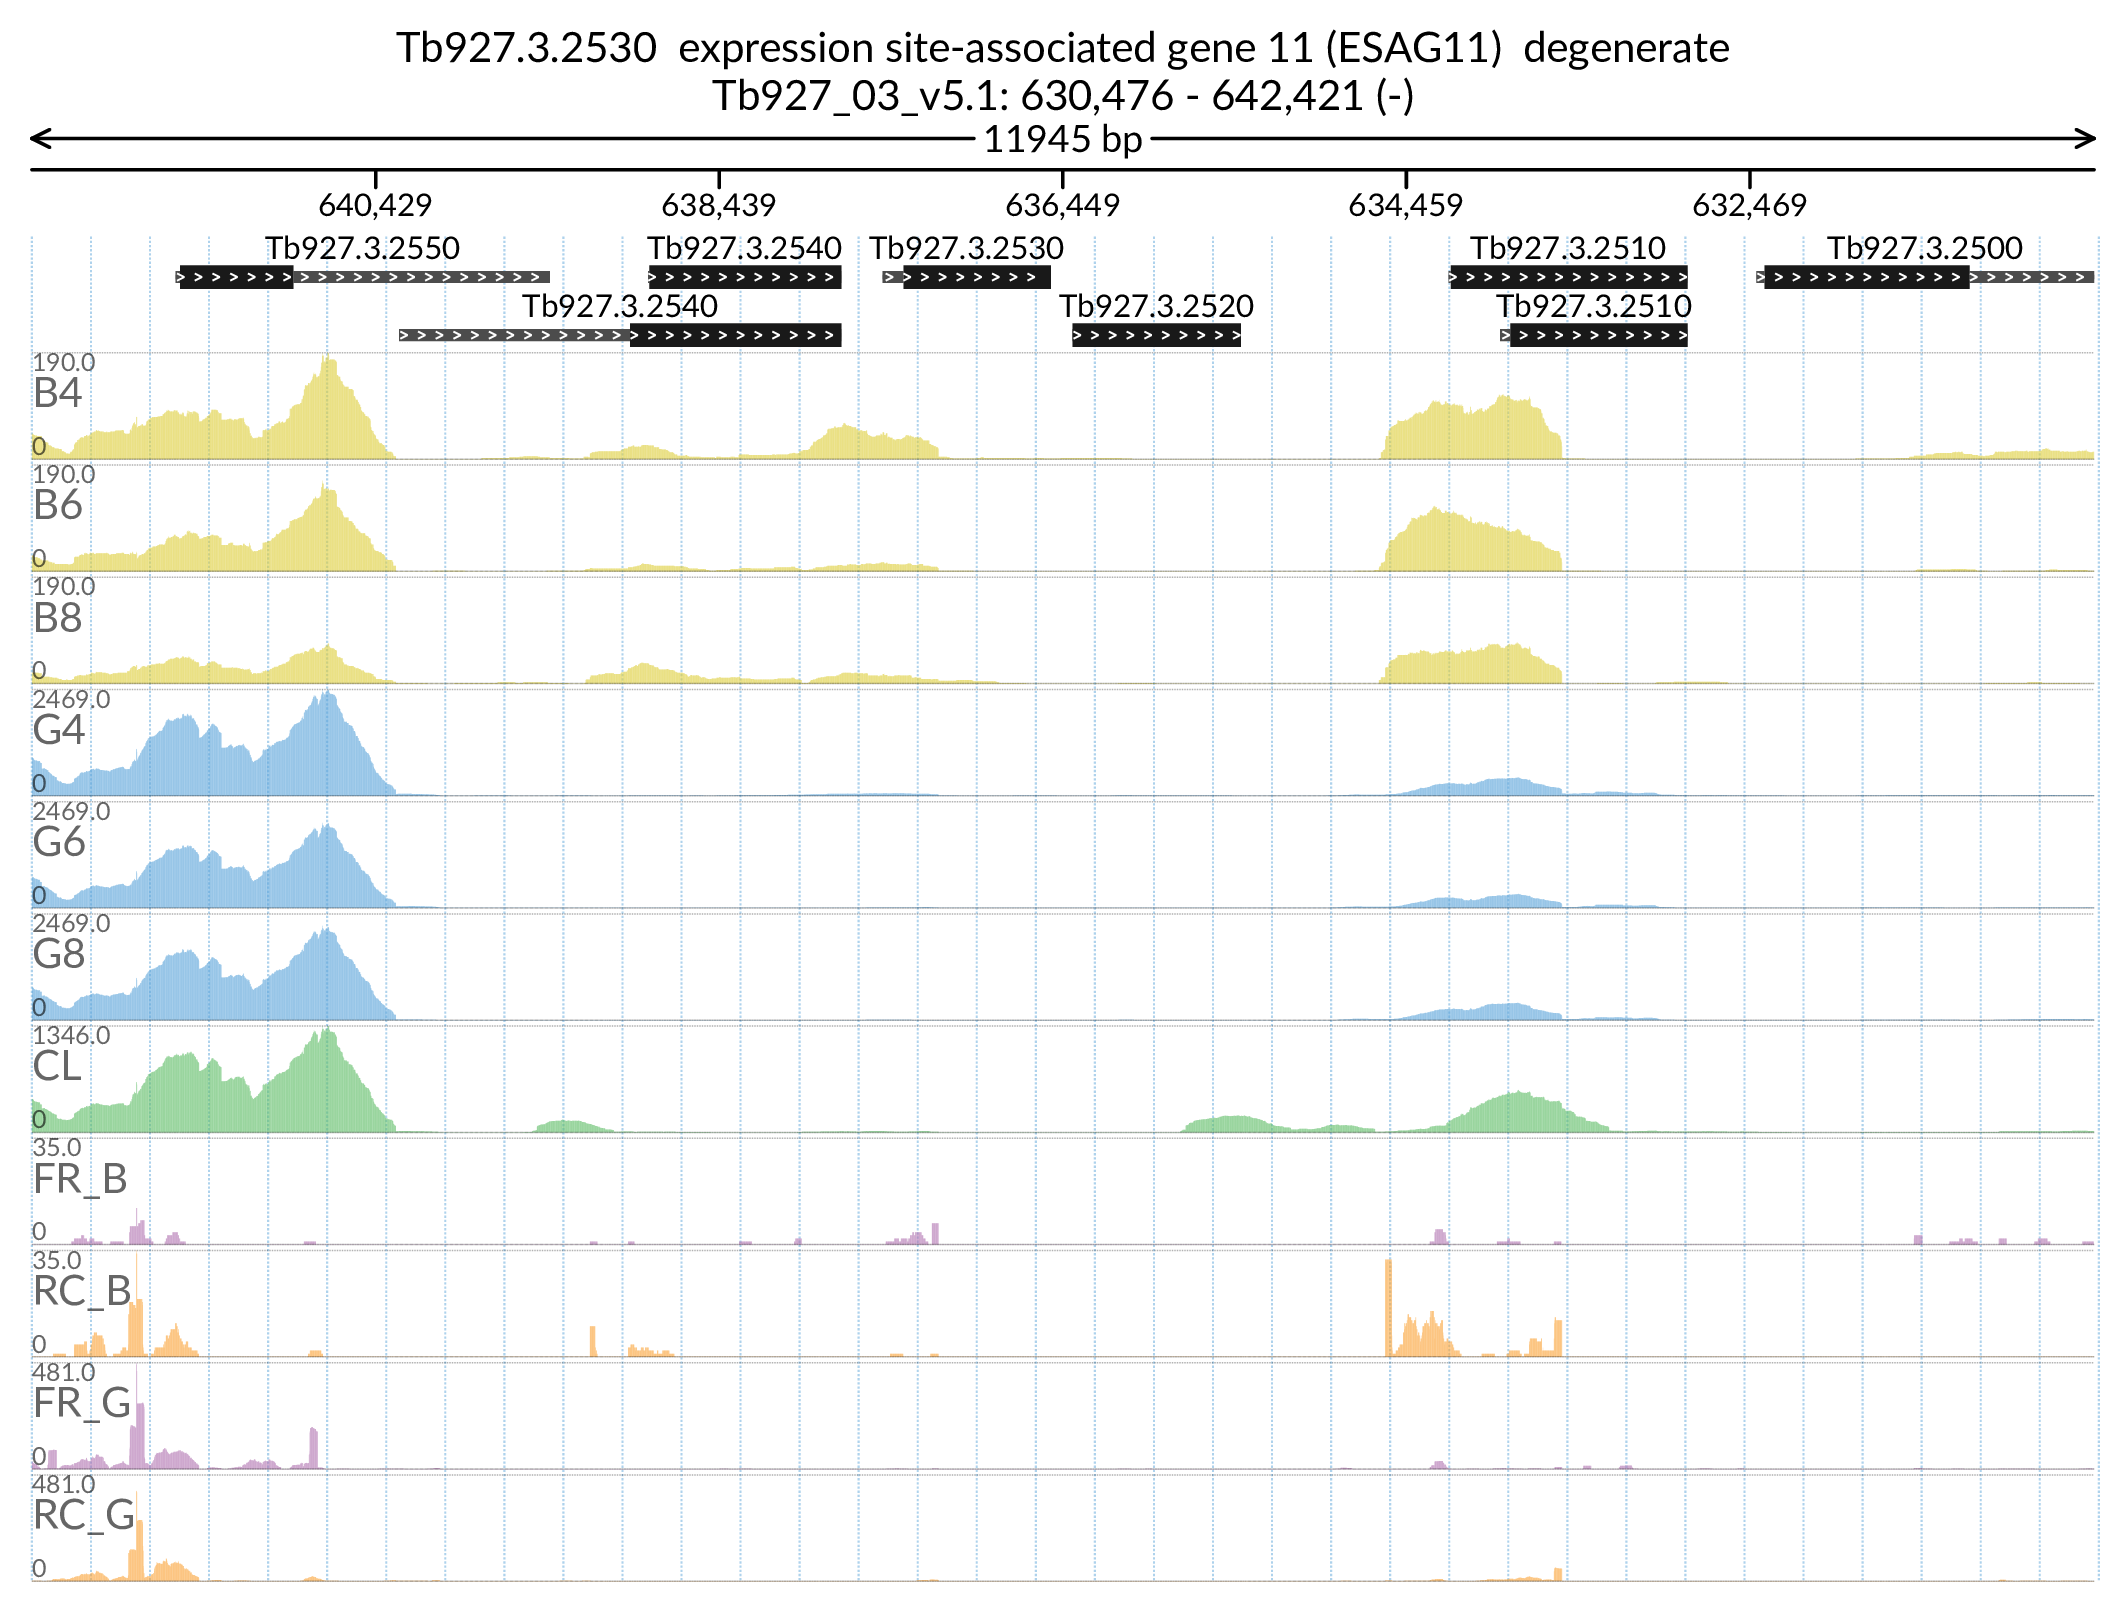 Tb927.3.2530  expression site-associated gene 11 (ESAG11)  degenerate
Tb927_03_v5.1: 630,476 - 642,421 (-)
11945 bp
640,429 638,439 636,449 634,459 632,469
Tb927.3.2550 Tb927.3.2540 Tb927.3.2530 Tb927.3.2510 Tb927.3.2500
Tb927.3.2540 Tb927.3.2520 Tb927.3.2510
190.0
B4
0
190.0
B6
0
190.0
B8
0
2469.0
G4
0
2469.0
G6
0
2469.0
G8
0
1346.0
CL
0
35.0
FR_B
0
35.0
RC_B
0
481.0
FR_G
0
481.0
RC_G
0